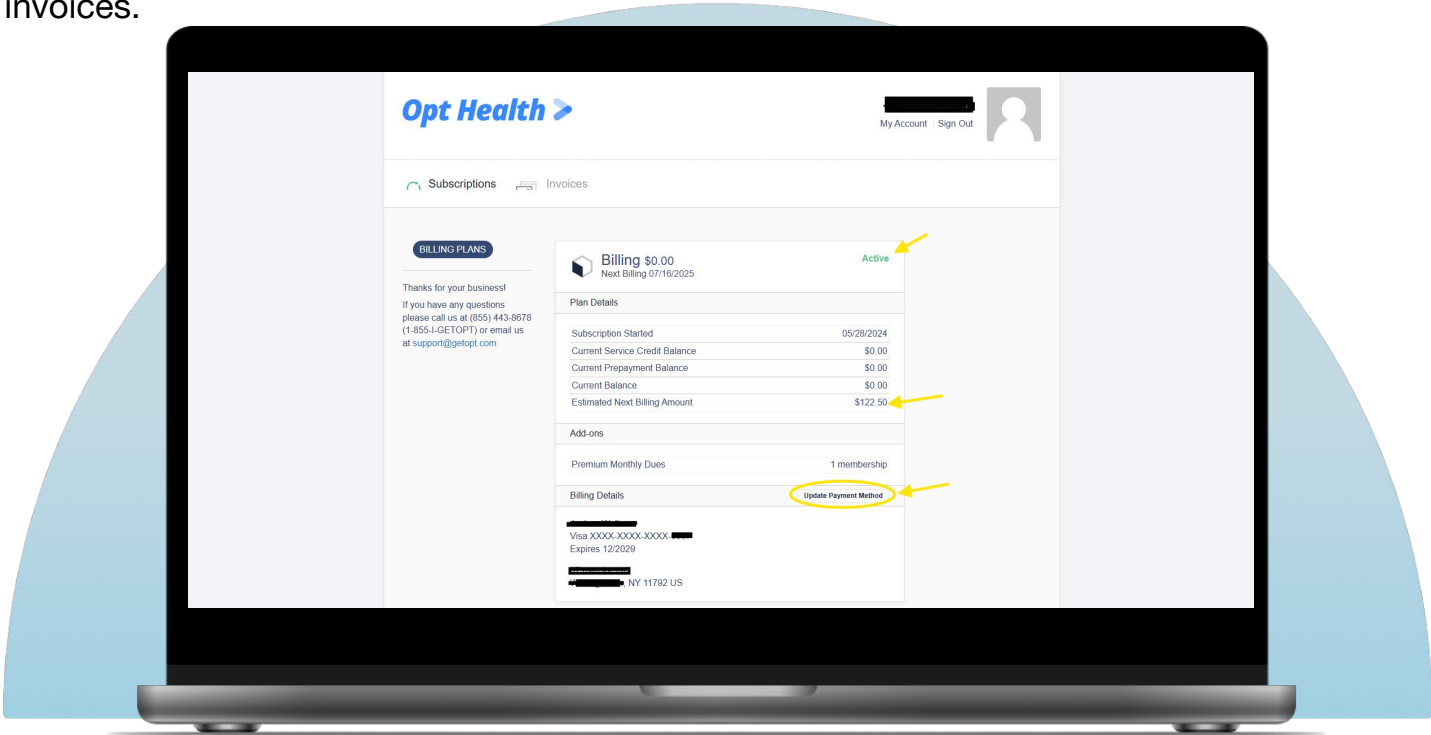 invoices.
Opt Health
My Account Sign Out
Subscriptions Invoices
BILLING PLANS
Thanks for your business!
If you have any questions
please call us at (855) 443-8678
(1-855-I-GETOPT) or email us
at support@getopt.com
Billing $0.00
Active
Next Billing 07/16/2025
Plan Details
Subscription Started 05/28/2024
Current Service Credit Balance $0.00
Current Prepayment Balance $0.00
Current Balance $0.00
Estimated Next Billing Amount $122.50
Add-ons
Premium Monthly Dues 1 membership
Billing Details Update Payment Method
Visa XXXX-XXXX-XXXX-
Expires 12/2029
, NY 11792 US